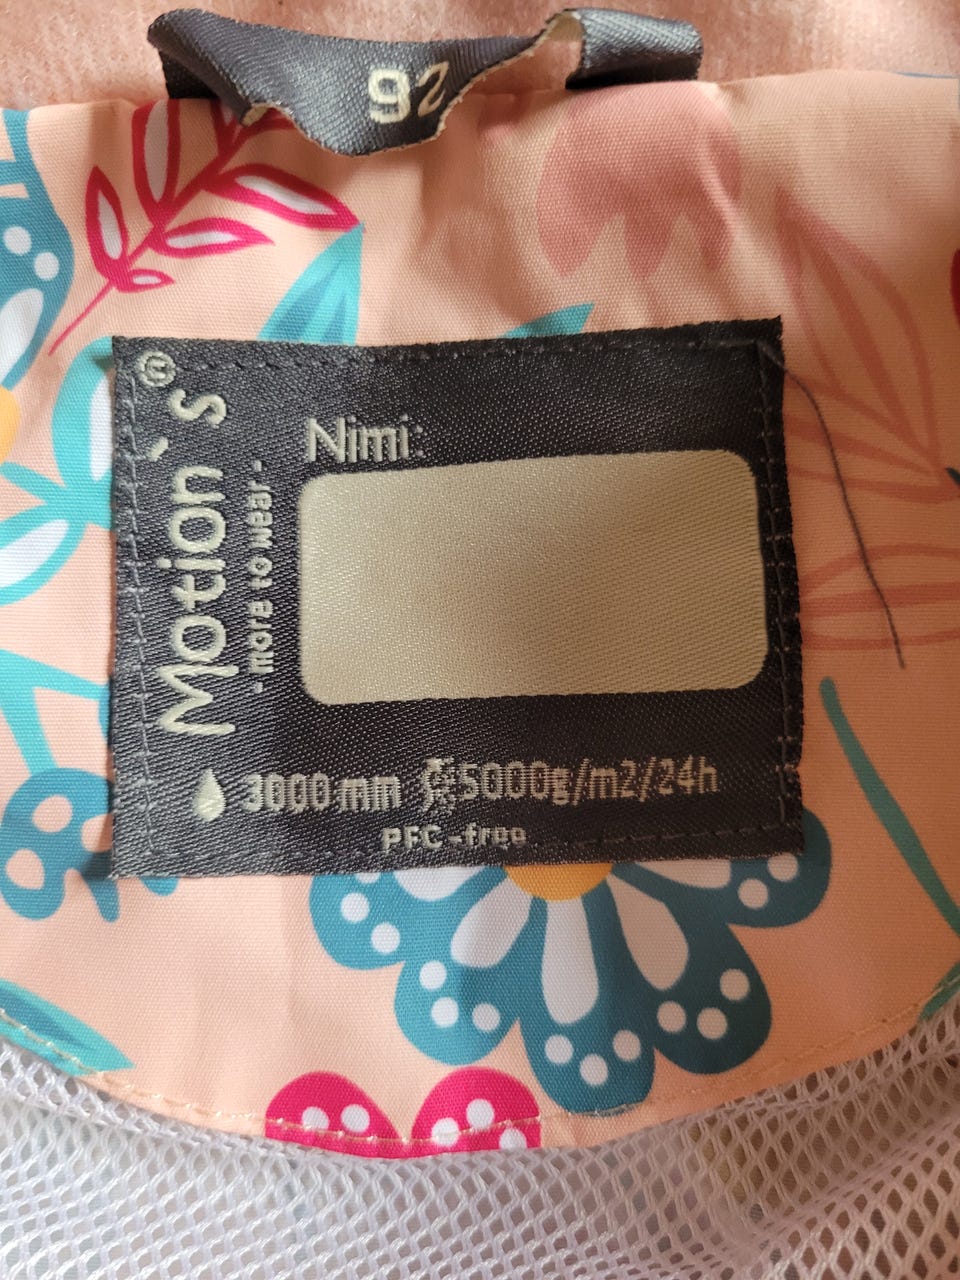 92
Motion´s®
- more to wear -
Nimi:
3000 mm 5000g/m2/24h
PFC-free